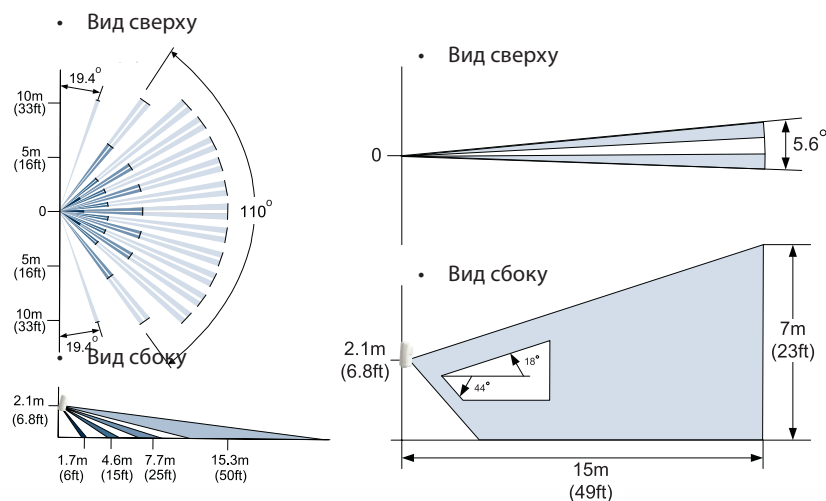 • Вид сверху
19.4°
10m
(33ft)
5m
(16ft)
0
110°
5m
(16ft)
10m
(33ft)
19.4°
• Вид сбоку
2.1m
(6.8ft)
1.7m
(6ft)
4.6m
(15ft)
7.7m
(25ft)
15.3m
(50ft)
• Вид сверху
0
5.6°
• Вид сбоку
2.1m
(6.8ft)
18°
44°
7m
(23ft)
15m
(49ft)